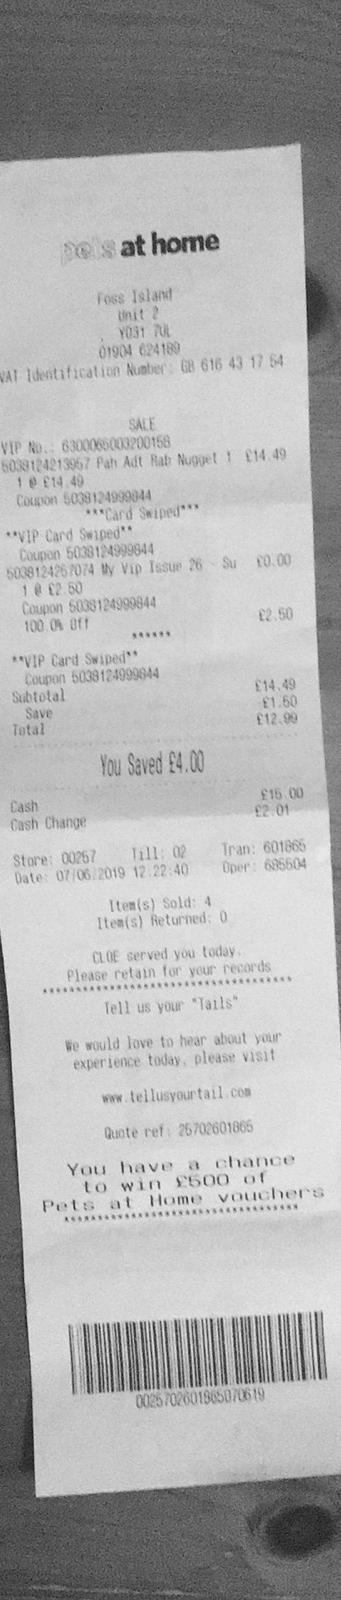 pets at home
Foss Island
Unit 2
YO31 7UL
01904 624189
VAT Identification Number: GB 616 43 17 54
SALE
VIP No.: 6300065003200158
5038124213957 Pah Adt Rab Nugget 1 £14.49
1 @ £14.49
Coupon 5038124999844
***Card Swiped***
**VIP Card Swiped**
Coupon 5038124999844
5038124257074 My Vip Issue 26 - Su £0.00
1 @ £2.50
Coupon 5038124999844
100.0% Off £2.50
******
**VIP Card Swiped**
Coupon 5038124999844
Subtotal £14.49
Save £1.50
Total £12.99
You Saved £4.00
Cash £15.00
Cash Change £2.01
Store: 00257 Till: 02 Tran: 601865
Date: 07/06/2019 12:22:40 Oper: 685504
Item(s) Sold: 4
Item(s) Returned: 0
CLOE served you today.
Please retain for your records
***********************************
Tell us your "Tails"
We would love to hear about your
experience today, please visit
www.tellusyourtail.com
Quote ref: 25702601865
You have a chance
to win £500 of
Pets at Home vouchers
***********************************
002570260186507​0619